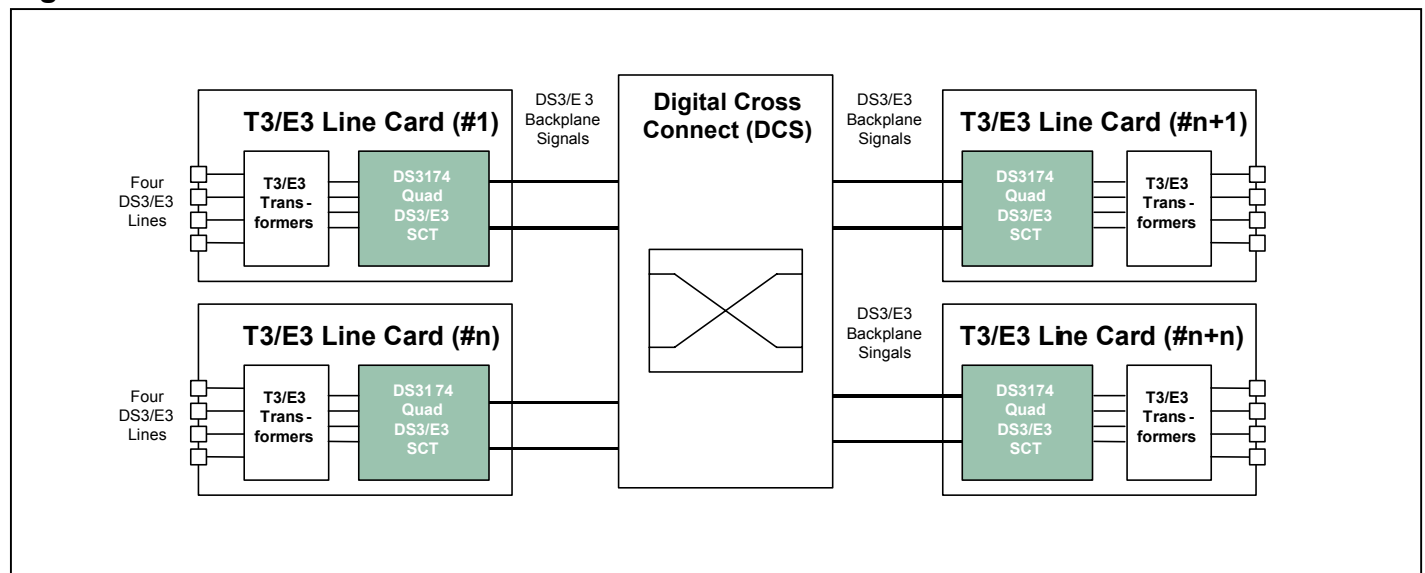 T3/E3 Line Card (#1)
Four
DS3/E3
Lines
T3/E3
Trans -
formers
DS3174
Quad
DS3/E3
SCT
DS3/E 3
Backplane
Signals
Digital Cross
Connect (DCS)
DS3/E3
Backplane
Signals
T3/E3 Line Card (#n+1)
DS3174
Quad
DS3/E3
SCT
T3/E3
Trans -
formers
T3/E3 Line Card (#n)
Four
DS3/E3
Lines
T3/E3
Trans -
formers
DS3174
Quad
DS3/E3
SCT
DS3/E3
Backplane
Singals
T3/E3 Line Card (#n+n)
DS3174
Quad
DS3/E3
SCT
T3/E3
Trans -
formers